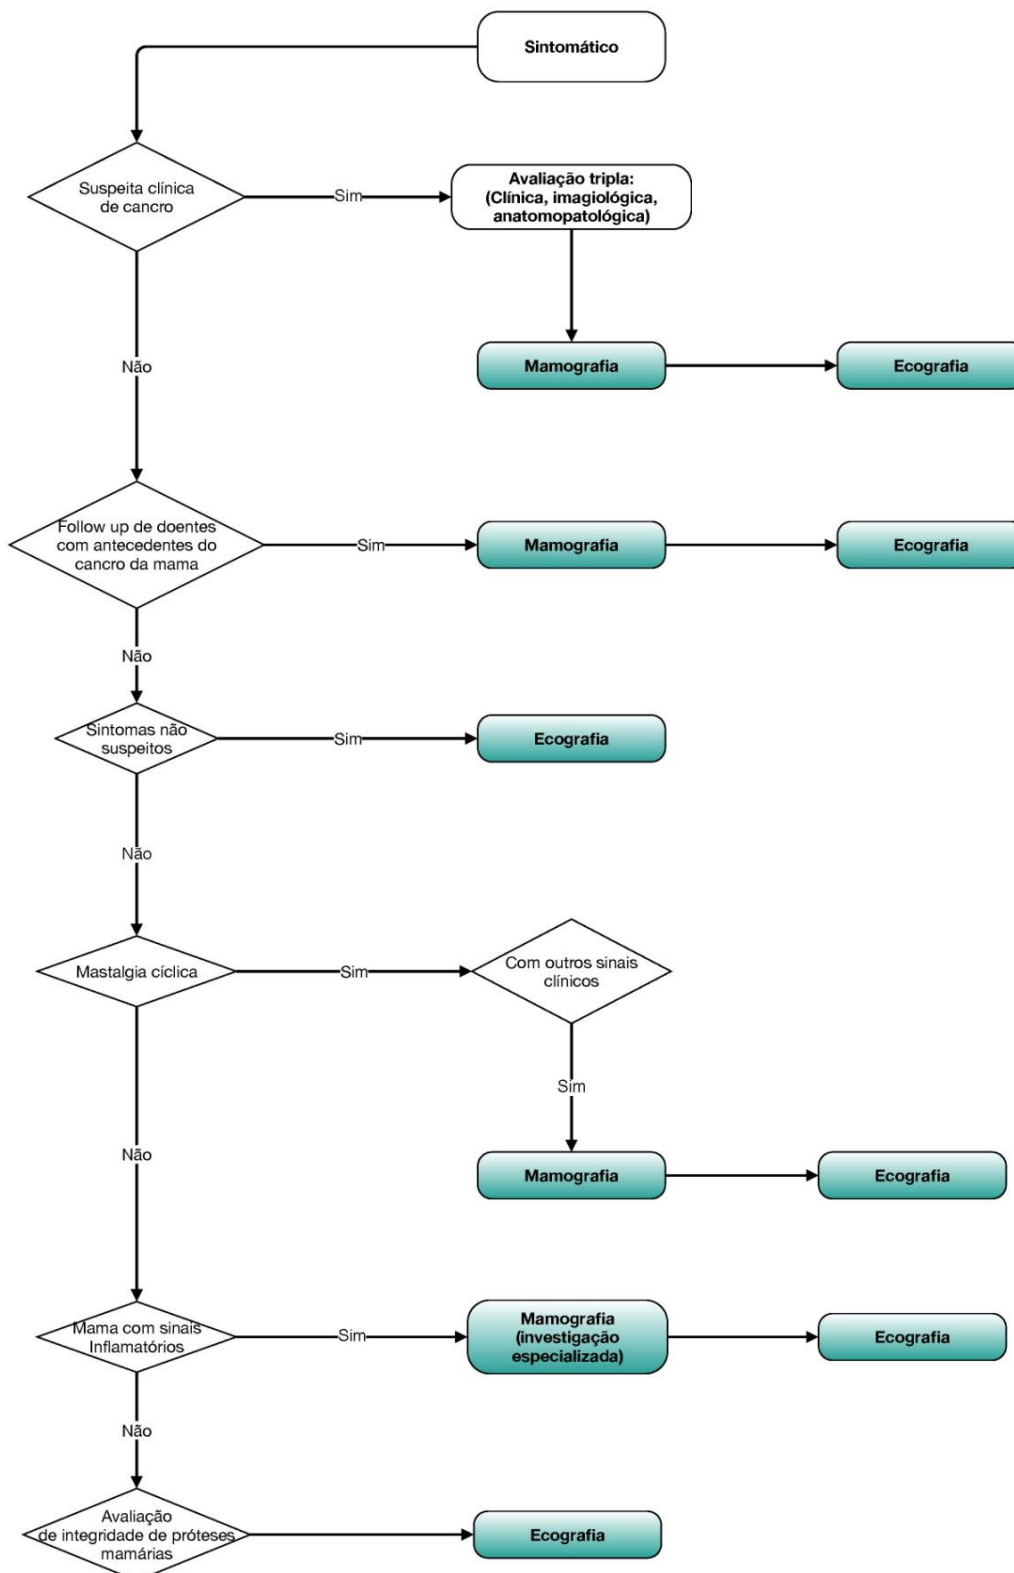 Sintomático
Suspeita clínica
de cancro
Sim
Avaliação tripla:
(Clínica, imagiológica,
anatomopatológica)
Não
Mamografia
Ecografia
Follow up de doentes
com antecedentes do
cancro da mama
Sim
Mamografia
Ecografia
Não
Sintomas não
suspeitos
Sim
Ecografia
Não
Mastalgia cíclica
Sim
Com outros sinais
clínicos
Sim
Não
Mamografia
Ecografia
Mama com sinais
Inflamatórios
Sim
Mamografia
(investigação
especializada)
Ecografia
Não
Avaliação
de integridade de próteses
mamárias
Ecografia